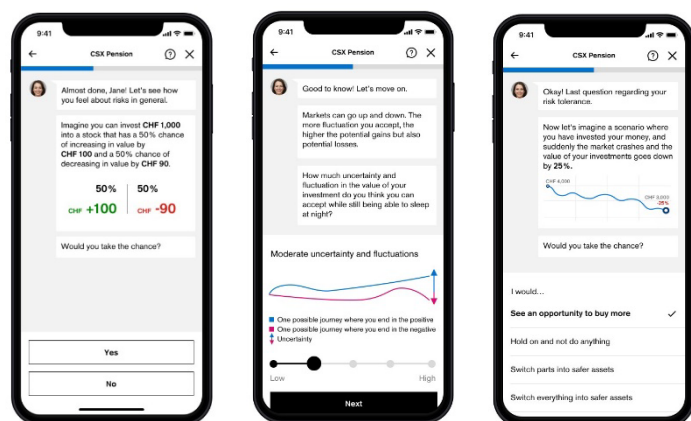 9:41
CSX Pension
Almost done, Jane! Let's see how
you feel about risks in general.
Imagine you can invest CHF 1,000
into a stock that has a 50% chance
of increasing in value by
CHF 100 and a 50% chance of
decreasing in value by CHF 90.
50% 50%
CHF +100 CHF -90
Would you take the chance?
Yes
No
9:41
CSX Pension
Good to know! Let's move on.
Markets can go up and down. The
more fluctuation you accept, the
higher the potential gains but also
potential losses.
How much uncertainty and
fluctuation in the value of your
investment do you think you can
accept while still being able to sleep
at night?
Moderate uncertainty and fluctuations
One possible journey where you end in the positive
One possible journey where you end in the negative
Uncertainty
Low High
Next
9:41
CSX Pension
Okay! Last question regarding your
risk tolerance.
Now let's imagine a scenario where
you have invested your money, and
suddenly the market crashes and the
value of your investments goes down
by 25%.
CHF 4,000
CHF 3,000
-25%
Would you take the chance?
I would...
See an opportunity to buy more
Hold on and not do anything
Switch parts into safer assets
Switch everything into safer assets